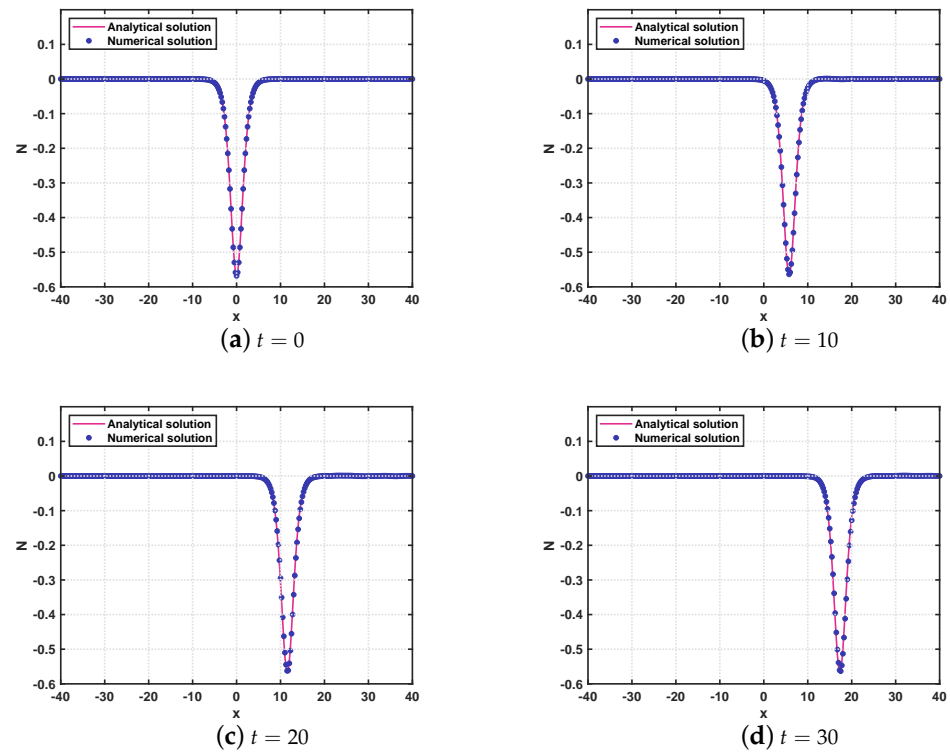 Analytical solution
Numerical solution
0.1
0
-0.1
-0.2
-0.3
-0.4
-0.5
-0.6
N
-40 -30 -20 -10 0 10 20 30 40
x
(a) t = 0
Analytical solution
Numerical solution
0.1
0
-0.1
-0.2
-0.3
-0.4
-0.5
-0.6
N
-40 -30 -20 -10 0 10 20 30 40
x
(b) t = 10
Analytical solution
Numerical solution
0.1
0
-0.1
-0.2
-0.3
-0.4
-0.5
-0.6
N
-40 -30 -20 -10 0 10 20 30 40
x
(c) t = 20
Analytical solution
Numerical solution
0.1
0
-0.1
-0.2
-0.3
-0.4
-0.5
-0.6
N
-40 -30 -20 -10 0 10 20 30 40
x
(d) t = 30